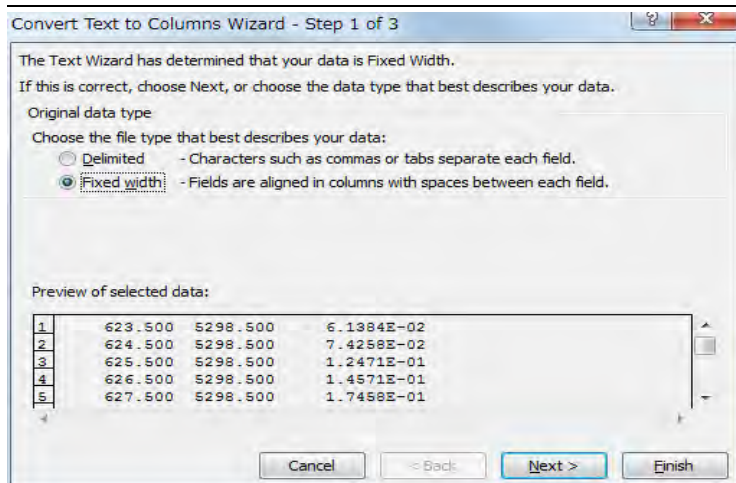 Convert Text to Columns Wizard - Step 1 of 3
The Text Wizard has determined that your data is Fixed Width.
If this is correct, choose Next, or choose the data type that best describes your data.
Original data type
Choose the file type that best describes your data:
Delimited - Characters such as commas or tabs separate each field.
Fixed width - Fields are aligned in columns with spaces between each field.
Preview of selected data:
1 623.500 5298.500 6.1384E-02
2 624.500 5298.500 7.4258E-02
3 625.500 5298.500 1.2471E-01
4 626.500 5298.500 1.4571E-01
5 627.500 5298.500 1.7458E-01
Cancel < Back Next > Finish